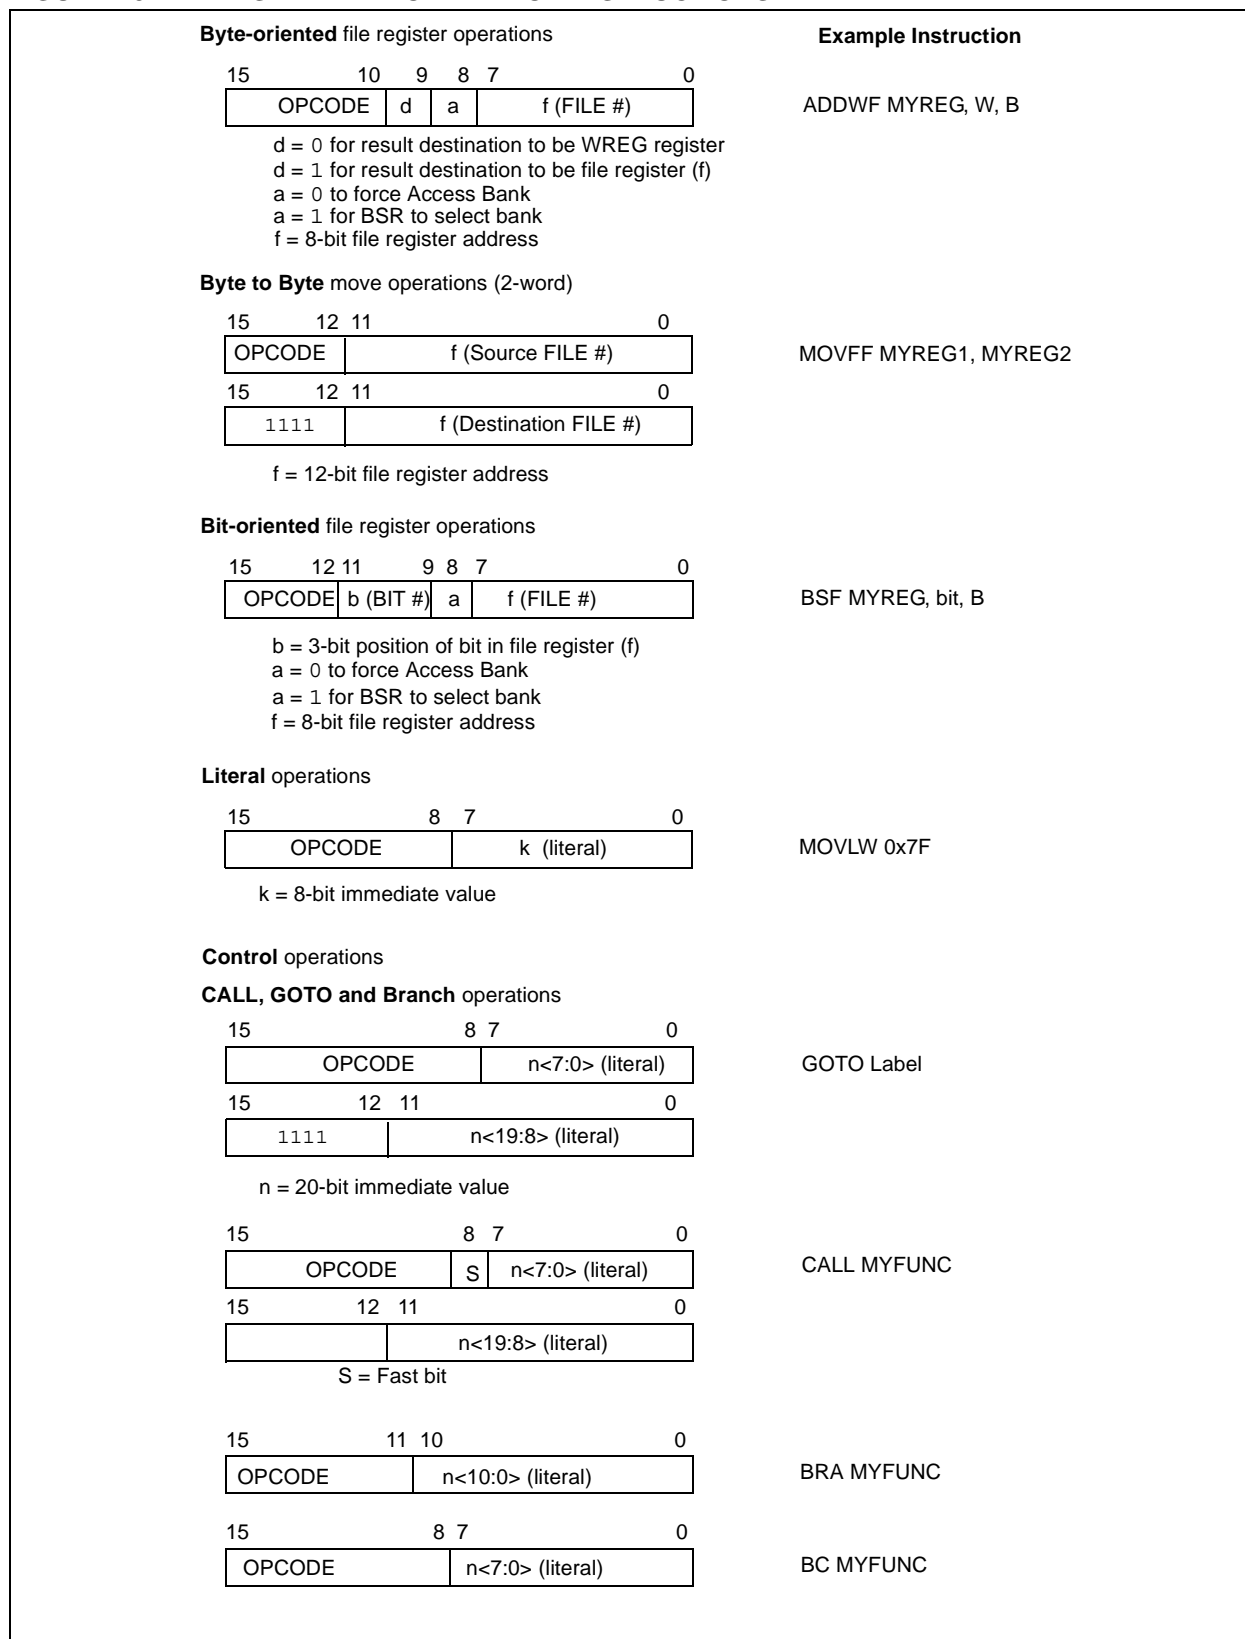 Byte-oriented file register operations Example Instruction
15 10 9 8 7 0
OPCODE d a f (FILE #) ADDWF MYREG, W, B
d = 0 for result destination to be WREG register
d = 1 for result destination to be file register (f)
a = 0 to force Access Bank
a = 1 for BSR to select bank
f = 8-bit file register address
Byte to Byte move operations (2-word)
15 12 11 0
OPCODE f (Source FILE #) MOVFF MYREG1, MYREG2
15 12 11 0
1111 f (Destination FILE #)
f = 12-bit file register address
Bit-oriented file register operations
15 12 11 9 8 7 0
OPCODE b (BIT #) a f (FILE #) BSF MYREG, bit, B
b = 3-bit position of bit in file register (f)
a = 0 to force Access Bank
a = 1 for BSR to select bank
f = 8-bit file register address
Literal operations
15 8 7 0
OPCODE k (literal) MOVLW 0x7F
k = 8-bit immediate value
Control operations
CALL, GOTO and Branch operations
15 8 7 0
OPCODE n<7:0> (literal) GOTO Label
15 12 11 0
1111 n<19:8> (literal)
n = 20-bit immediate value
15 8 7 0
OPCODE S n<7:0> (literal) CALL MYFUNC
15 12 11 0
n<19:8> (literal)
S = Fast bit
15 11 10 0
OPCODE n<10:0> (literal) BRA MYFUNC
15 8 7 0
OPCODE n<7:0> (literal) BC MYFUNC